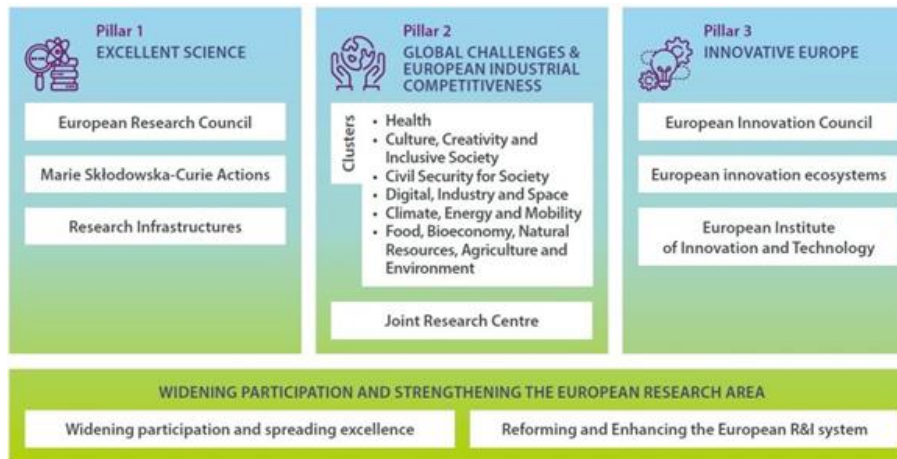 Pillar 1
EXCELLENT SCIENCE
European Research Council
Marie Skłodowska-Curie Actions
Research Infrastructures
Pillar 2
GLOBAL CHALLENGES &
EUROPEAN INDUSTRIAL
COMPETITIVENESS
Clusters
• Health
• Culture, Creativity and
Inclusive Society
• Civil Security for Society
• Digital, Industry and Space
• Climate, Energy and Mobility
• Food, Bioeconomy, Natural
Resources, Agriculture and
Environment
Joint Research Centre
Pillar 3
INNOVATIVE EUROPE
European Innovation Council
European innovation ecosystems
European Institute
of Innovation and Technology
WIDENING PARTICIPATION AND STRENGTHENING THE EUROPEAN RESEARCH AREA
Widening participation and spreading excellence
Reforming and Enhancing the European R&I system